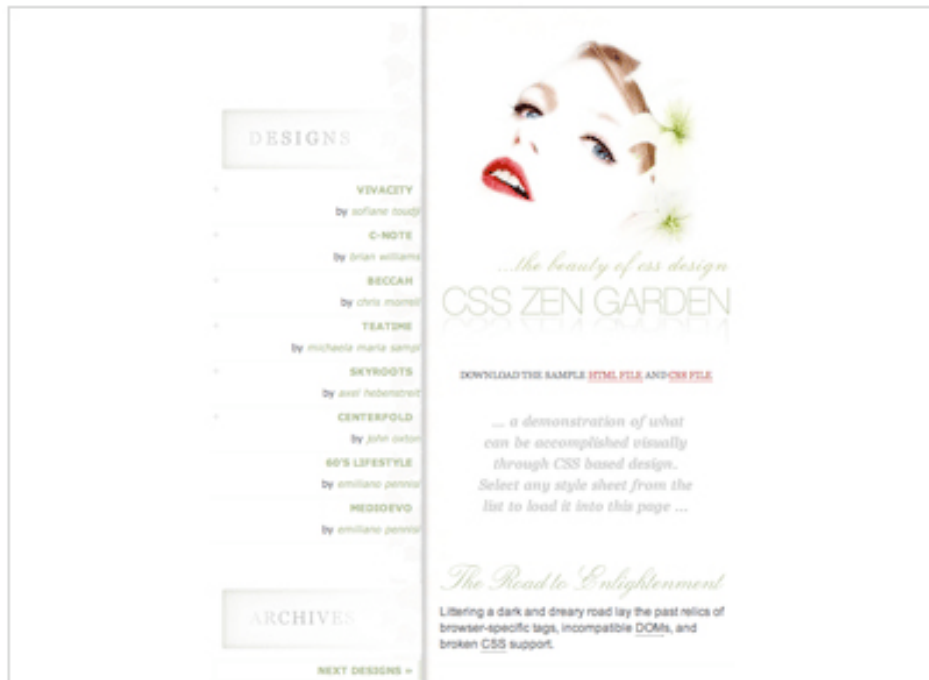 DESIGNS
VIVACITY
by sofiane toudji
C-NOTE
by brian williams
BECCAH
by chris morrell
TEATIME
by michaela maria sampl
SKYROOTS
by axel hebenstreit
CENTERFOLD
by john oxton
60'S LIFESTYLE
by emiliano pennisi
MEDIOEVO
by emiliano pennisi
ARCHIVES
NEXT DESIGNS »
...the beauty of css design
CSS ZEN GARDEN
DOWNLOAD THE SAMPLE HTML FILE AND CSS FILE
... a demonstration of what
can be accomplished visually
through CSS based design.
Select any style sheet from the
list to load it into this page ...
The Road to Enlightenment
Littering a dark and dreary road lay the past relics of
browser-specific tags, incompatible DOMs, and
broken CSS support.